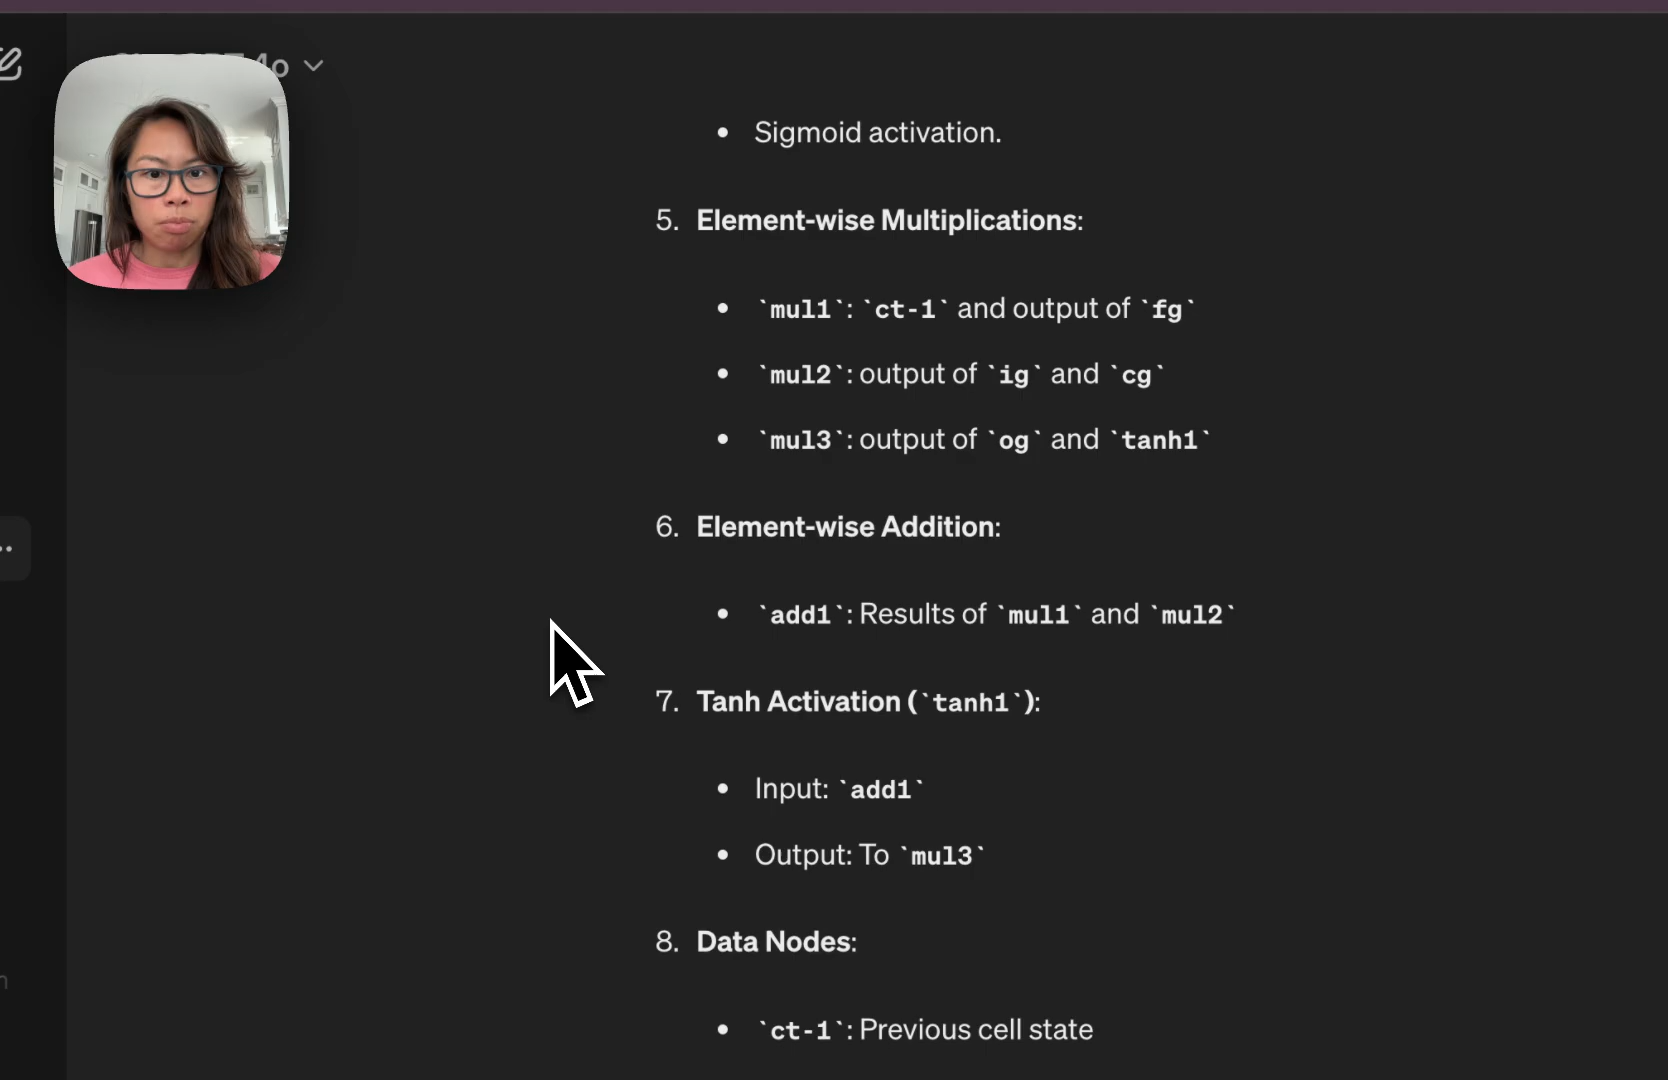 4o
• Sigmoid activation.
5. Element-wise Multiplications:
• `mul1`: `ct-1` and output of `fg`
• `mul2`: output of `ig` and `cg`
• `mul3`: output of `og` and `tanh1`
6. Element-wise Addition:
• `add1`: Results of `mul1` and `mul2`
7. Tanh Activation (`tanh1`):
• Input: `add1`
• Output: To `mul3`
8. Data Nodes:
• `ct-1`: Previous cell state